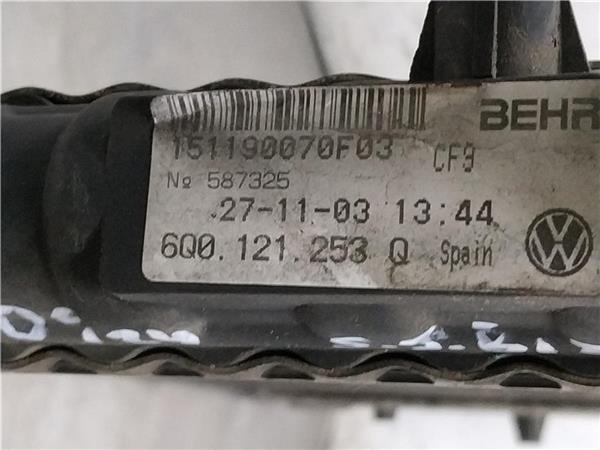 BEHR
151190070F03 CF9
№ 587325
27-11-03 13:44
6Q0.121.253 Q Spain